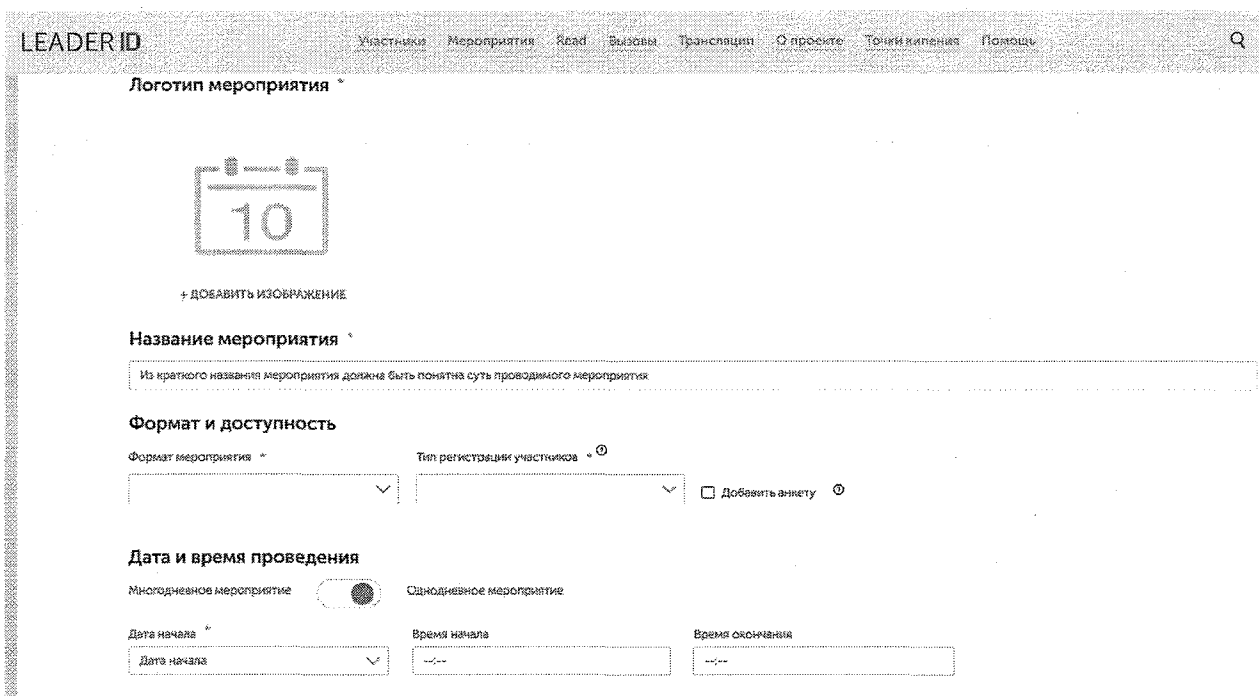 LEADER ID Участники Мероприятия Read Вызовы Трансляции О проекте Точки кипения Помощь
Логотип мероприятия *
10
+ ДОБАВИТЬ ИЗОБРАЖЕНИЕ
Название мероприятия *
Из краткого названия мероприятия должна быть понятна суть проводимого мероприятия
Формат и доступность
Формат мероприятия * Тип регистрации участников * ?
Добавить анкету ?
Дата и время проведения
Многодневное мероприятие Однодневное мероприятие
Дата начала * Время начала Время окончания
Дата начала --:-- --:--